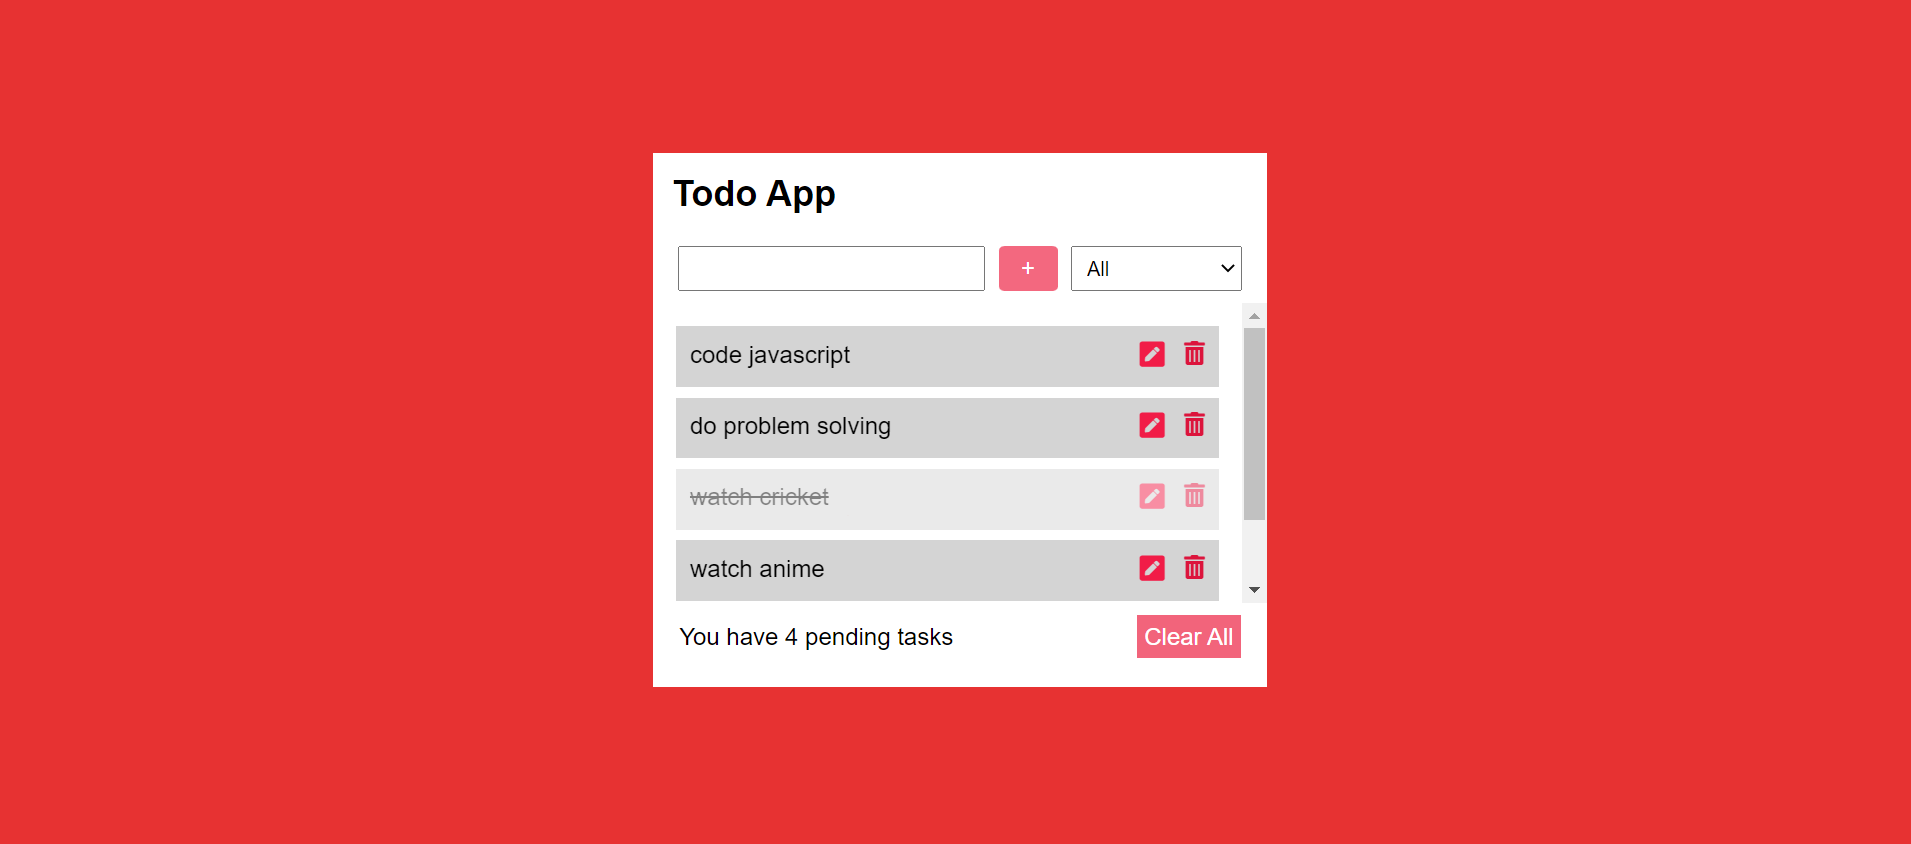 Todo App
+ All
code javascript
do problem solving
watch cricket
watch anime
You have 4 pending tasks Clear All